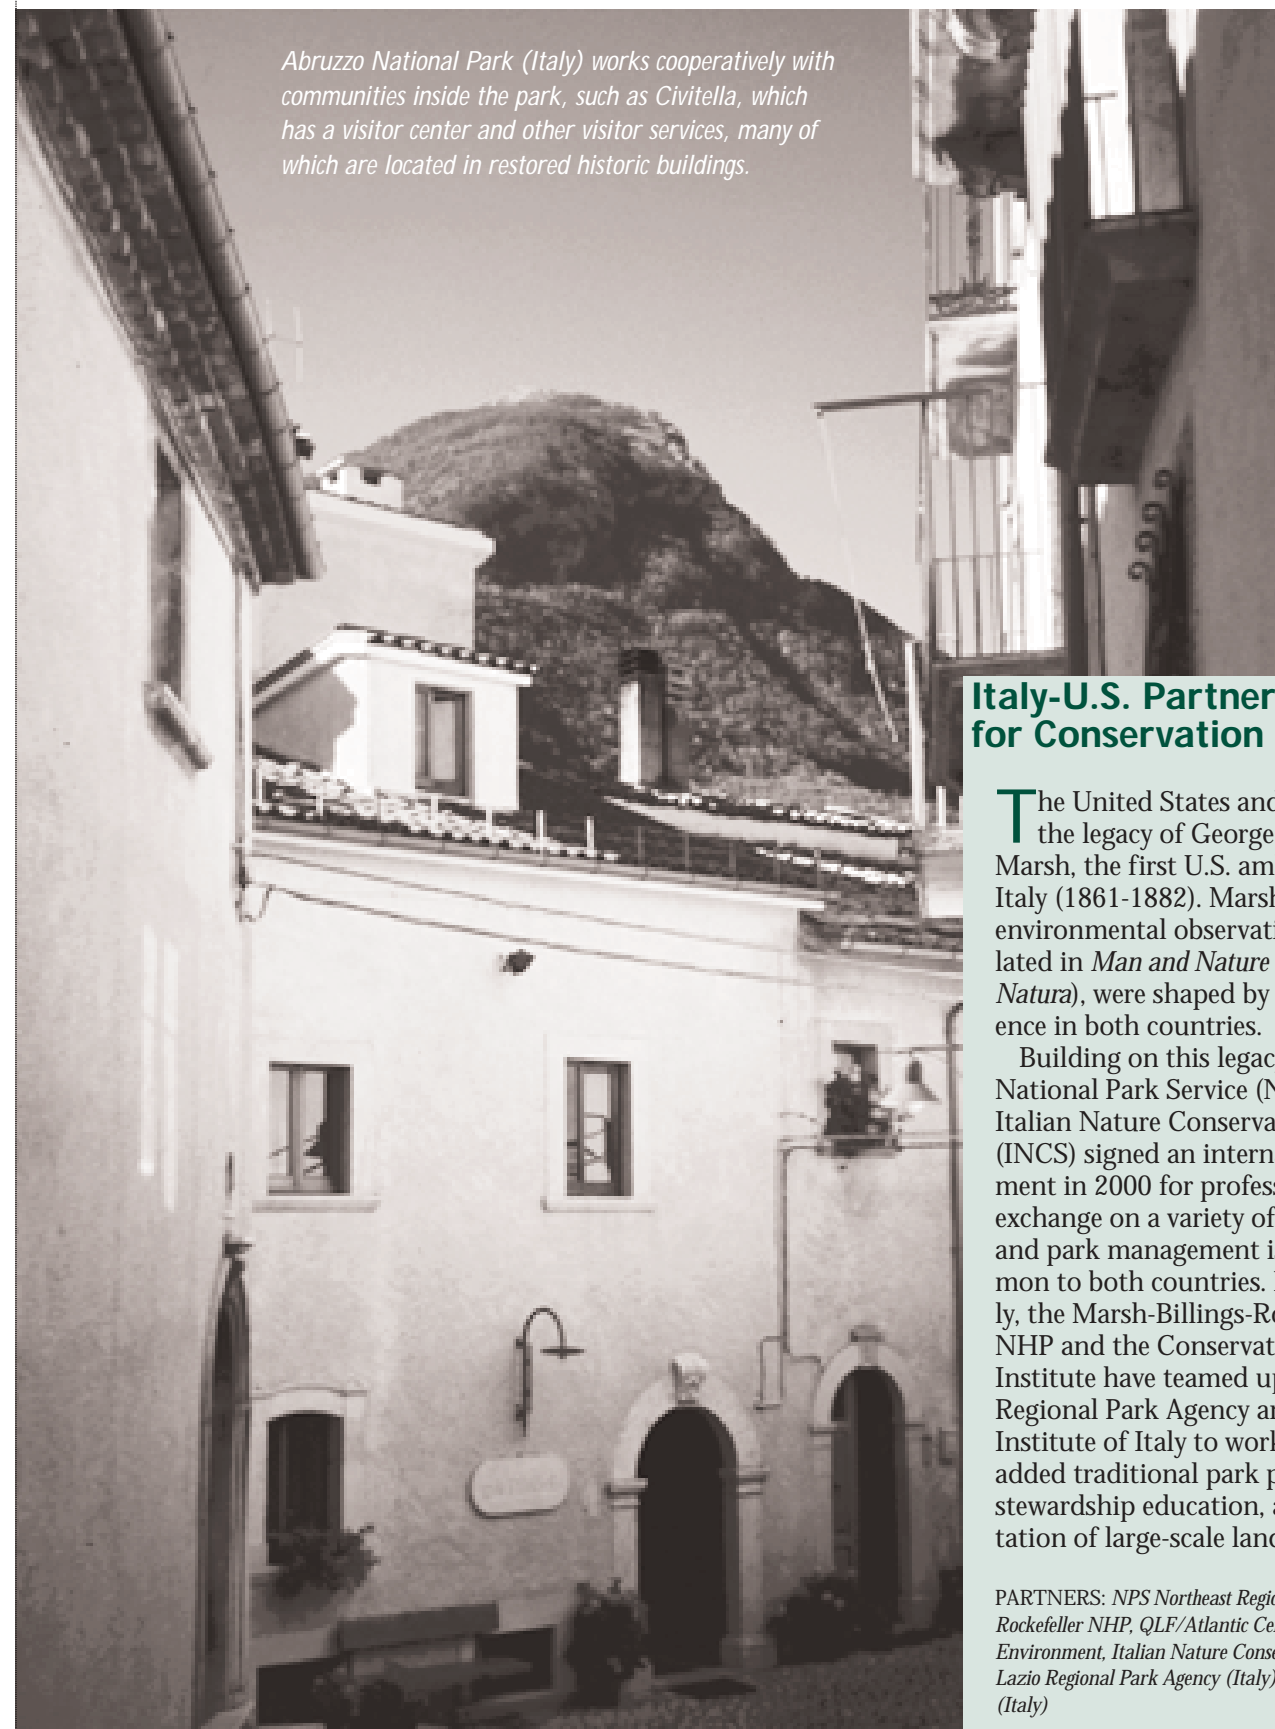 Abruzzo National Park (Italy) works cooperatively with
communities inside the park, such as Civitella, which
has a visitor center and other visitor services, many of
which are located in restored historic buildings.
Italy-U.S. Partner
for Conservation
The United States and
the legacy of George
Marsh, the first U.S. am
Italy (1861-1882). Marsh
environmental observati
lated in Man and Nature
Natura), were shaped by
ence in both countries.
Building on this legac
National Park Service (N
Italian Nature Conserva
(INCS) signed an intern
ment in 2000 for profess
exchange on a variety of
and park management i
mon to both countries.
ly, the Marsh-Billings-Ro
NHP and the Conservat
Institute have teamed up
Regional Park Agency an
Institute of Italy to work
added traditional park p
stewardship education, a
tation of large-scale land
PARTNERS: NPS Northeast Regio
Rockefeller NHP, QLF/Atlantic Ce
Environment, Italian Nature Conse
Lazio Regional Park Agency (Italy)
(Italy)